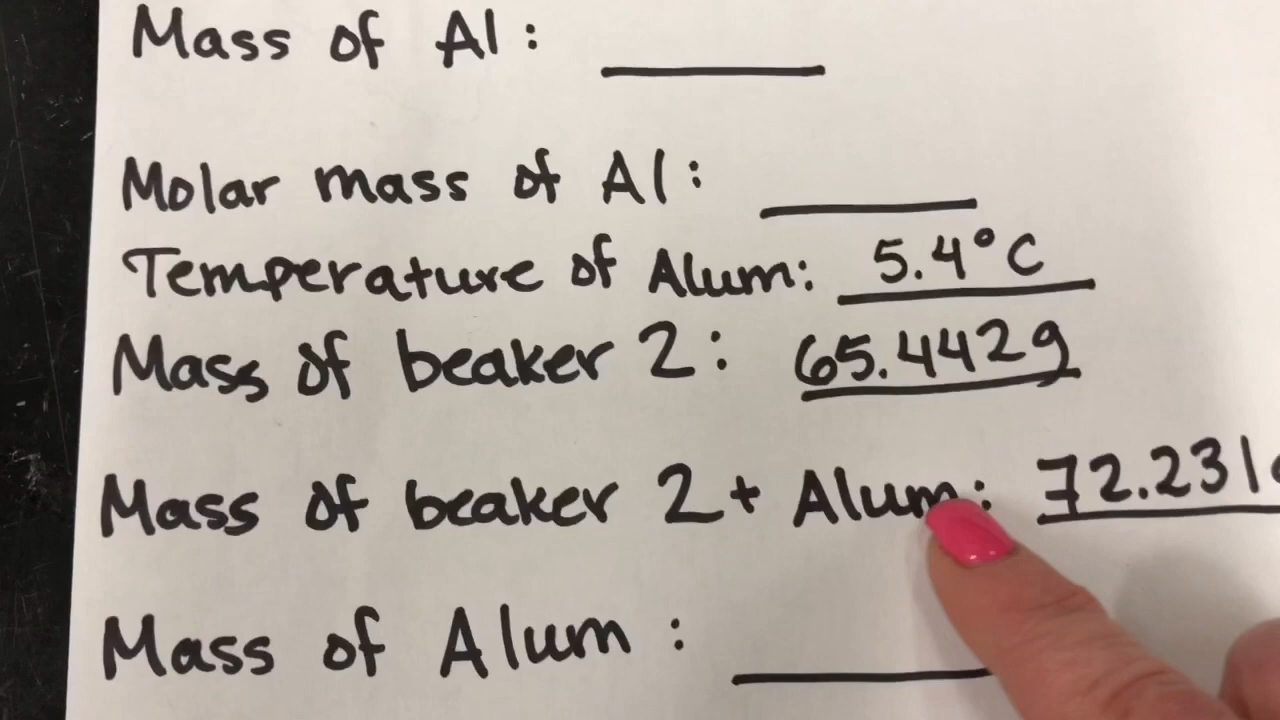 Mass of Al:
Molar mass of Al:
Temperature of Alum: 5.4°C
Mass of beaker 2: 65.442g
Mass of beaker 2 + Alum: 72.231
Mass of Alum: